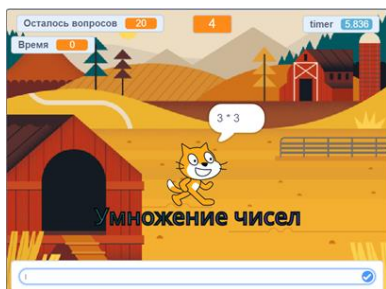 Осталось вопросов 20
4
timer 5.836
Время 0
3 * 3
Умножение чисел